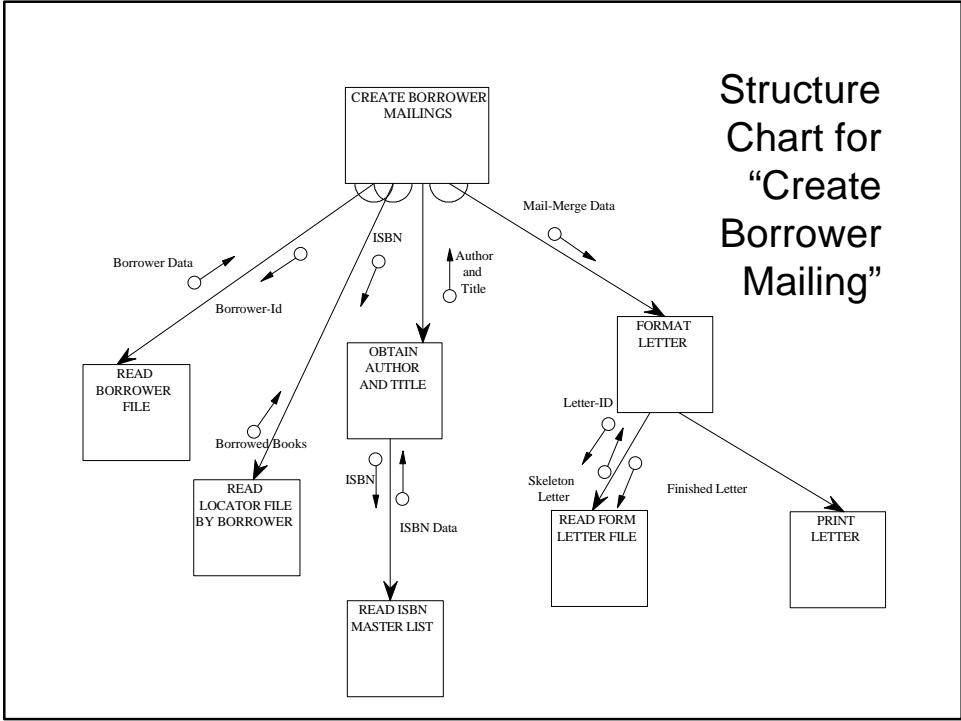 Structure
Chart for
“Create
Borrower
Mailing”
CREATE BORROWER
MAILINGS
Mail-Merge Data
ISBN
Author
and
Title
Borrower Data
Borrower-Id
FORMAT
LETTER
OBTAIN
AUTHOR
AND TITLE
READ
BORROWER
FILE
Letter-ID
Borrowed Books
ISBN
Skeleton
Letter
Finished Letter
READ
LOCATOR FILE
BY BORROWER
ISBN Data
READ FORM
LETTER FILE
PRINT
LETTER
READ ISBN
MASTER LIST